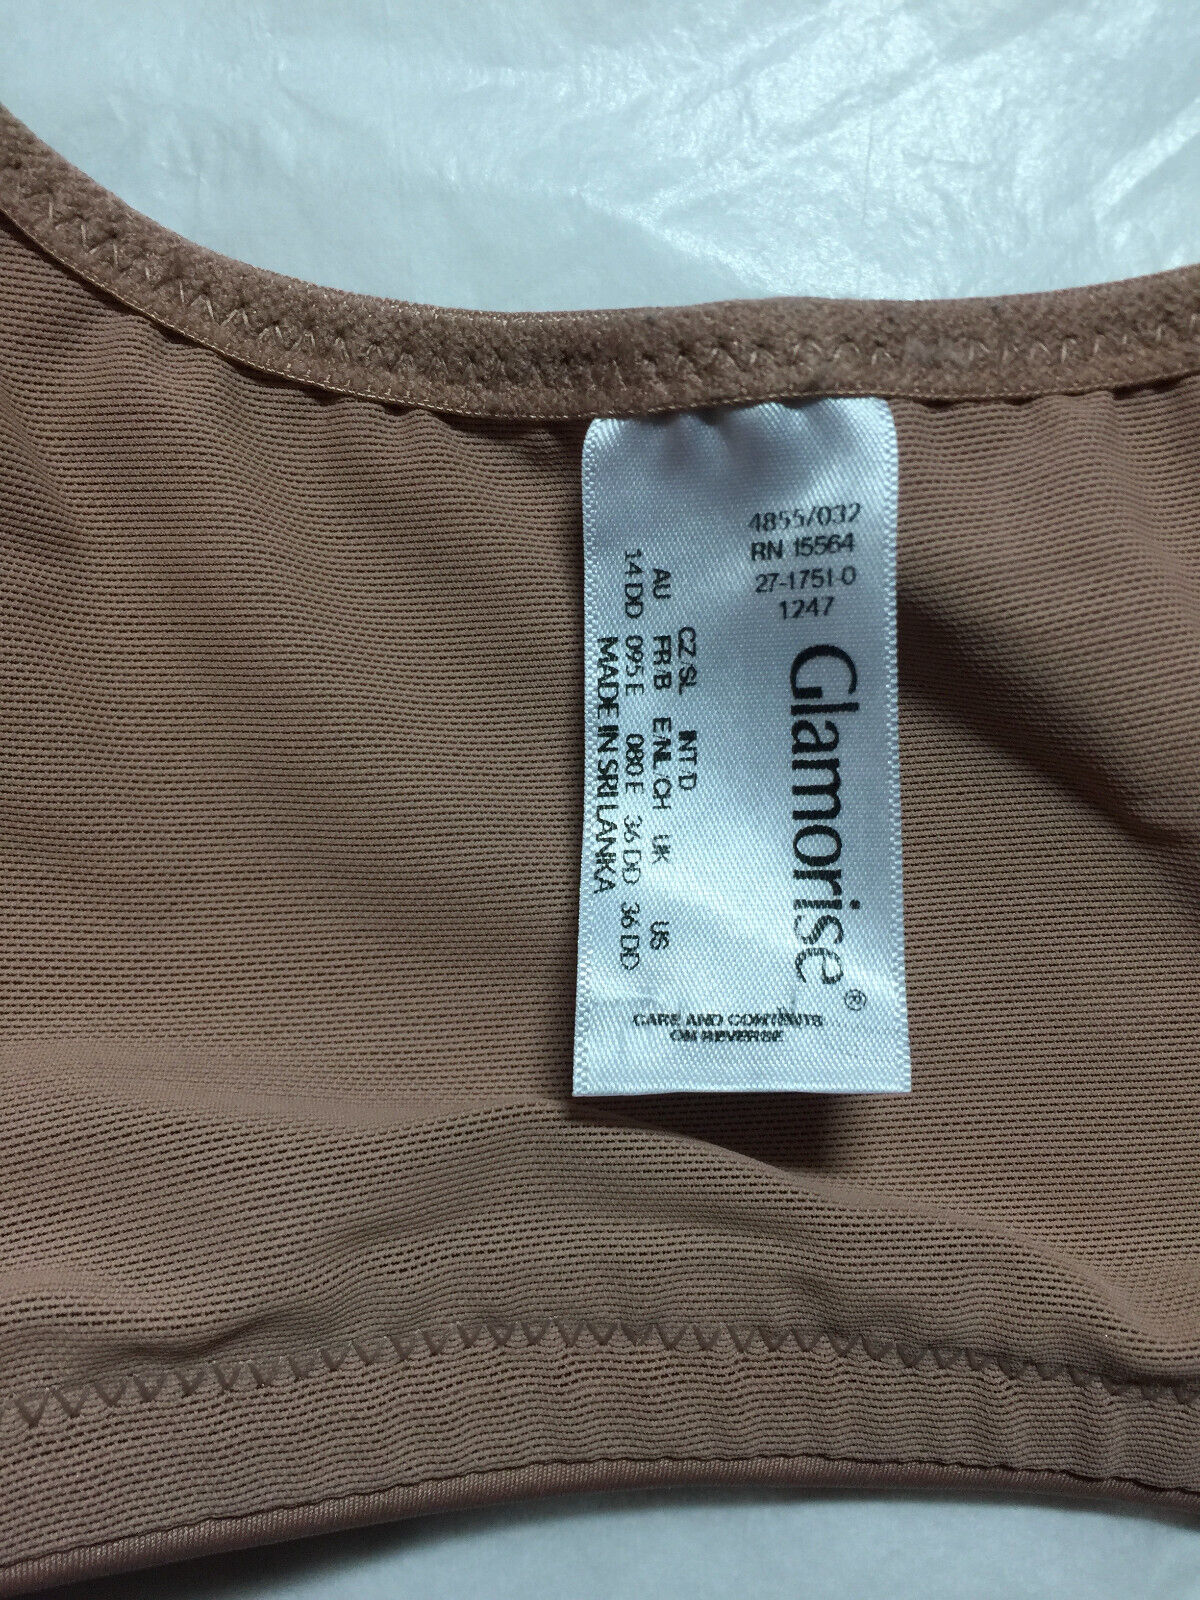 4855/032
RN 15564
27-1751-0
1247
Glamorise®
CZ/SL INT D
AU FR/B E/NL CH UK US
14 DD 095 E 080 E 36 DD 36 DD
MADE IN SRI LANKA
CARE AND CONTENTS
ON REVERSE